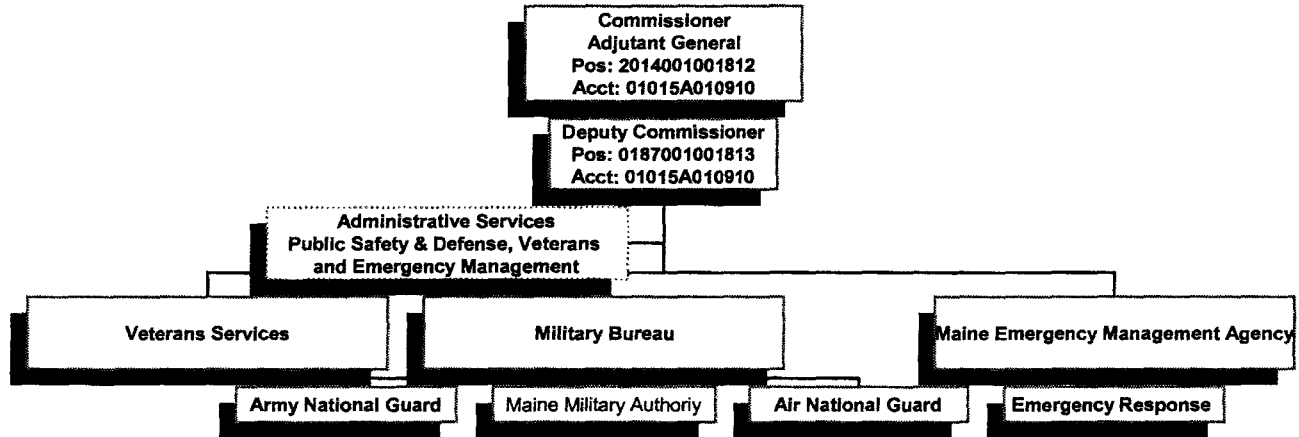 Commissioner
Adjutant General
Pos: 2014001001812
Acct: 01015A010910
Deputy Commissioner
Pos: 0187001001813
Acct: 01015A010910
Administrative Services
Public Safety & Defense, Veterans
and Emergency Management
Veterans Services
Military Bureau
Maine Emergency Management Agency
Army National Guard
Maine Military Authoriy
Air National Guard
Emergency Response